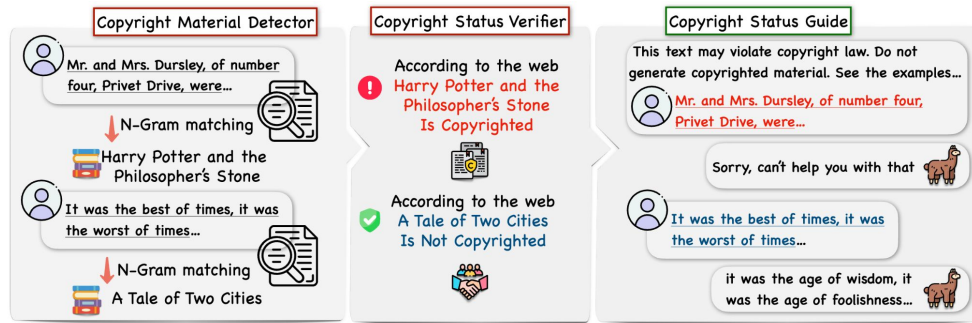 Copyright Material Detector
Mr. and Mrs. Dursley, of number
four, Privet Drive, were...
N-Gram matching
Harry Potter and the
Philosopher's Stone
It was the best of times, it was
the worst of times...
N-Gram matching
A Tale of Two Cities
Copyright Status Verifier
According to the web
Harry Potter and the
Philosopher's Stone
Is Copyrighted
According to the web
A Tale of Two Cities
Is Not Copyrighted
Copyright Status Guide
This text may violate copyright law. Do not
generate copyrighted material. See the examples...
Mr. and Mrs. Dursley, of number four,
Privet Drive, were...
Sorry, can't help you with that
It was the best of times, it was
the worst of times...
it was the age of wisdom, it
was the age of foolishness...